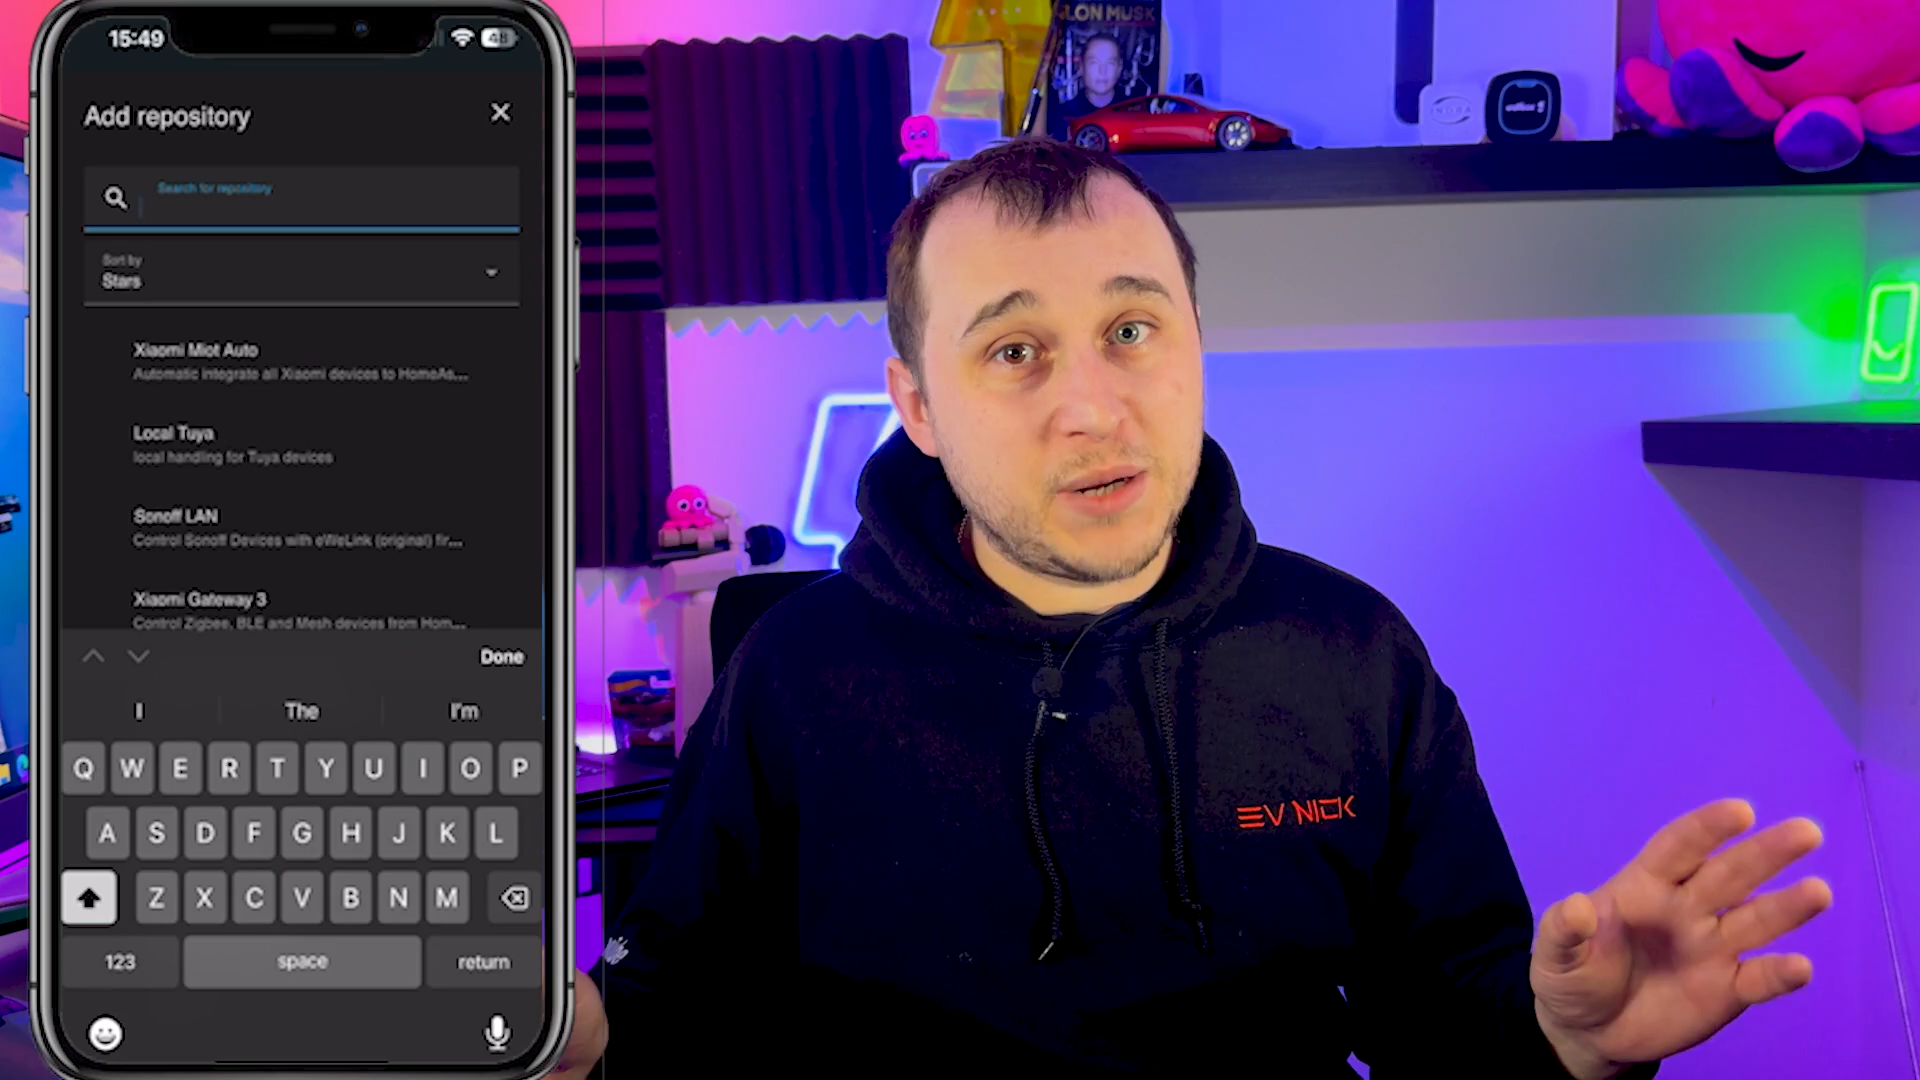 15:49
48
Add repository
Search for repository
Sort by
Stars
Xiaomi Miot Auto
Automatic integrate all Xiaomi devices to HomeAs...
Local Tuya
local handling for Tuya devices
Sonoff LAN
Control Sonoff Devices with eWeLink (original) fir...
Xiaomi Gateway 3
Control Zigbee, BLE and Mesh devices from Hom...
Done
I The I'm
Q W E R T Y U I O P
A S D F G H J K L
Z X C V B N M
123 space return
LON MUSK
EV NICK